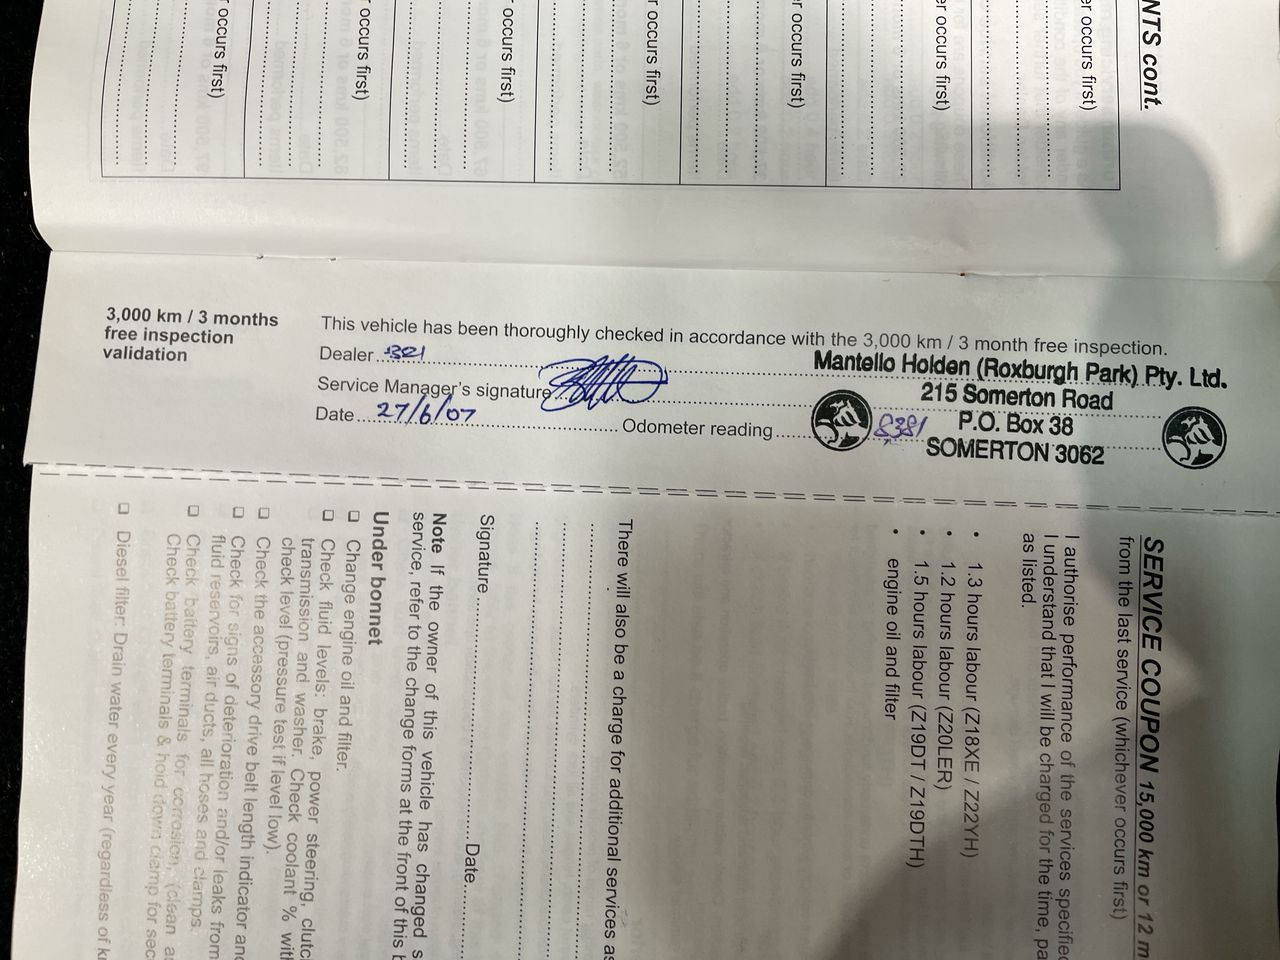 NTS cont.
er occurs first)
er occurs first)
er occurs first)
r occurs first)
occurs first)
r occurs first)
r occurs first)
3,000 km / 3 months
free inspection
validation
This vehicle has been thoroughly checked in accordance with the 3,000 km / 3 month free inspection.
Dealer 321
Service Manager's signature
Date 27/6/07 Odometer reading 8381
Mantello Holden (Roxburgh Park) Pty. Ltd.
215 Somerton Road
P.O. Box 38
SOMERTON 3062
SERVICE COUPON 15,000 km or 12 m
from the last service (whichever occurs first)
I authorise performance of the services specified
I understand that I will be charged for the time, pa
as listed.
• 1.3 hours labour (Z18XE / Z22YH)
• 1.2 hours labour (Z20LER)
• 1.5 hours labour (Z19DT / Z19DTH)
• engine oil and filter
There will also be a charge for additional services as
Signature Date
Note If the owner of this vehicle has changed s
service, refer to the change forms at the front of this b
Under bonnet
❑ Change engine oil and filter.
❑ Check fluid levels: brake, power steering, clutc
transmission and washer. Check coolant % with
check level (pressure test if level low).
❑ Check the accessory drive belt length indicator and
❑ Check for signs of deterioration and/or leaks from
fluid reservoirs, air ducts, all hoses and clamps.
❑ Check battery terminals for corrosion, (clean a
Check battery terminals & hold down clamp for sec
❑ Diesel filter: Drain water every year (regardless of k